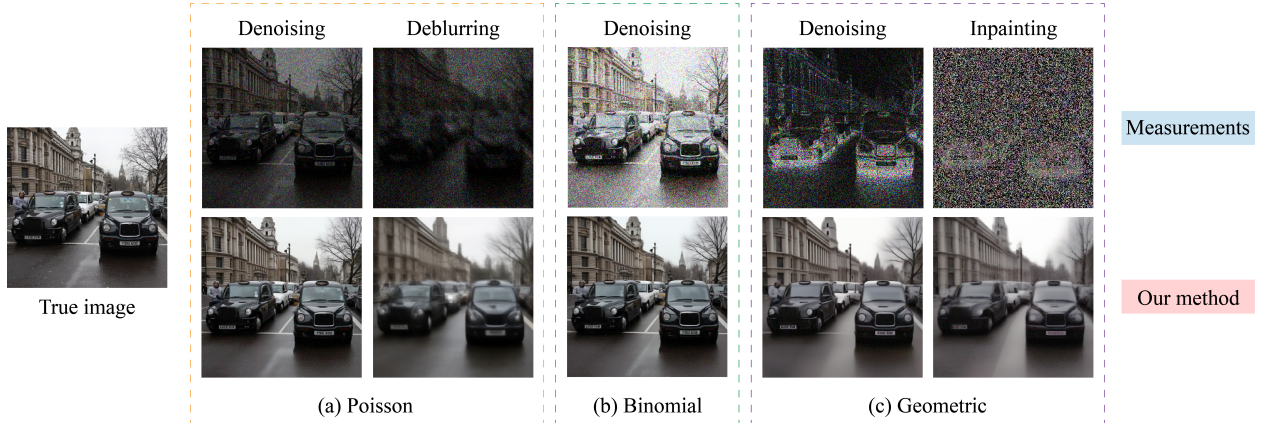 Denoising
Deblurring
Denoising
Denoising
Inpainting
Measurements
True image
Our method
(a) Poisson
(b) Binomial
(c) Geometric